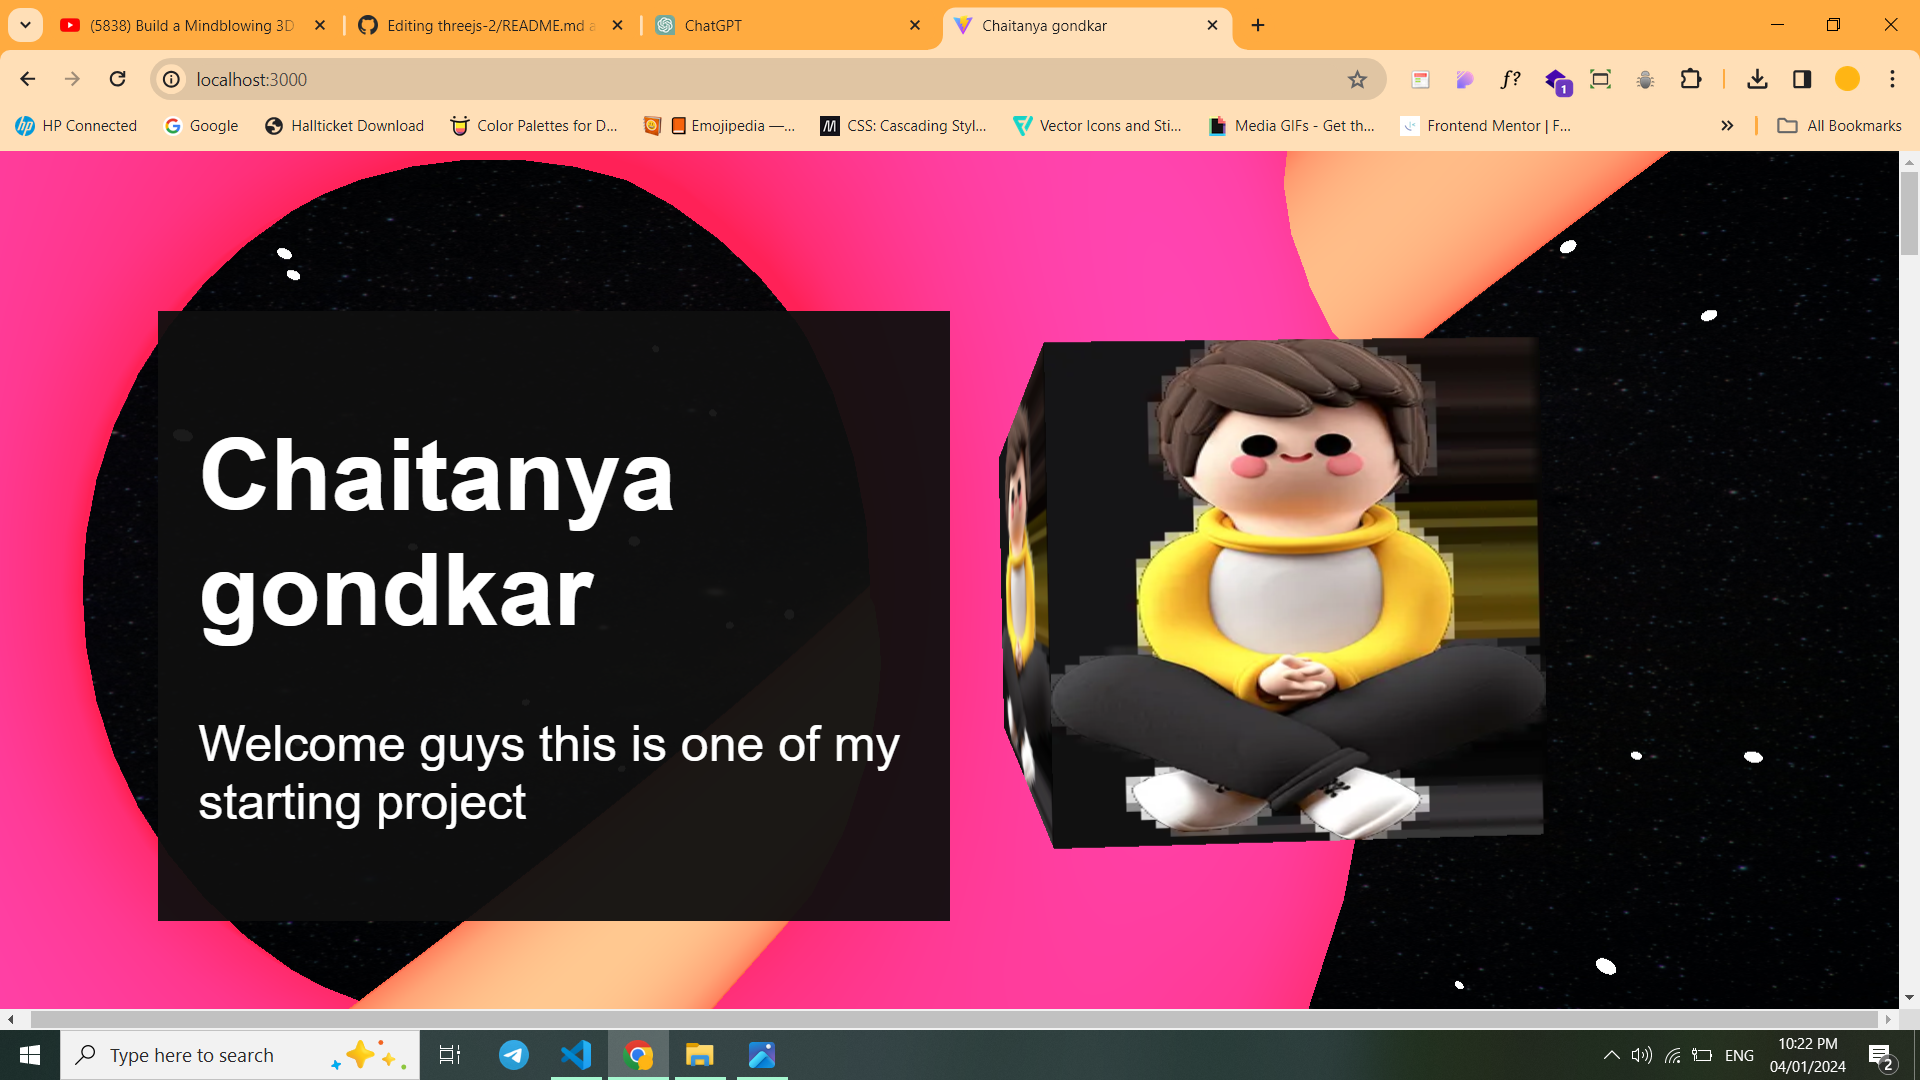 (5838) Build a Mindblowing 3D
Editing threejs-2/README.md a
ChatGPT
Chaitanya gondkar
localhost:3000
f?
1
HP Connected
Google
Hallticket Download
Color Palettes for D...
Emojipedia —...
CSS: Cascading Styl...
Vector Icons and Sti...
Media GIFs - Get th...
Frontend Mentor | F...
All Bookmarks
Chaitanya
gondkar
Welcome guys this is one of my
starting project
Type here to search
ENG
10:22 PM
04/01/2024
2